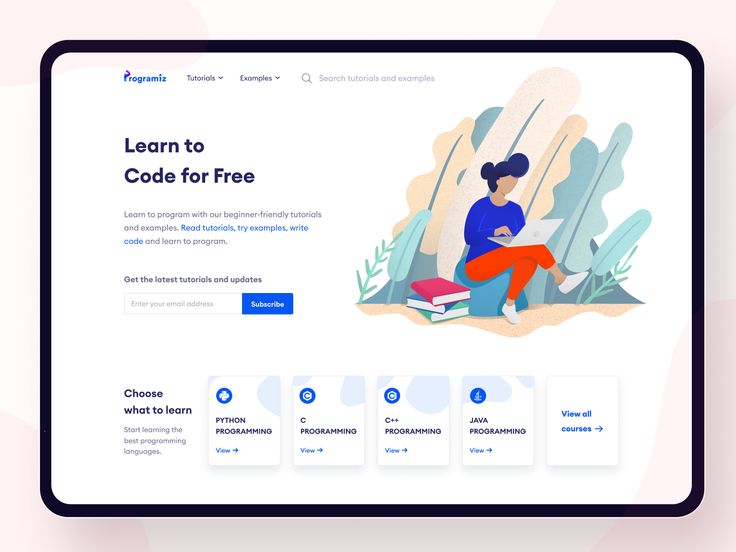 Programiz
Tutorials
Examples
Search tutorials and examples
Learn to
Code for Free
Learn to program with our beginner-friendly tutorials
and examples. Read tutorials, try examples, write
code and learn to program.
Get the latest tutorials and updates
Enter your email address
Subscribe
Choose
what to learn
Start learning the
best programming
languages.
PYTHON
PROGRAMMING
View →
C
PROGRAMMING
View →
C++
PROGRAMMING
View →
JAVA
PROGRAMMING
View →
View all
courses →